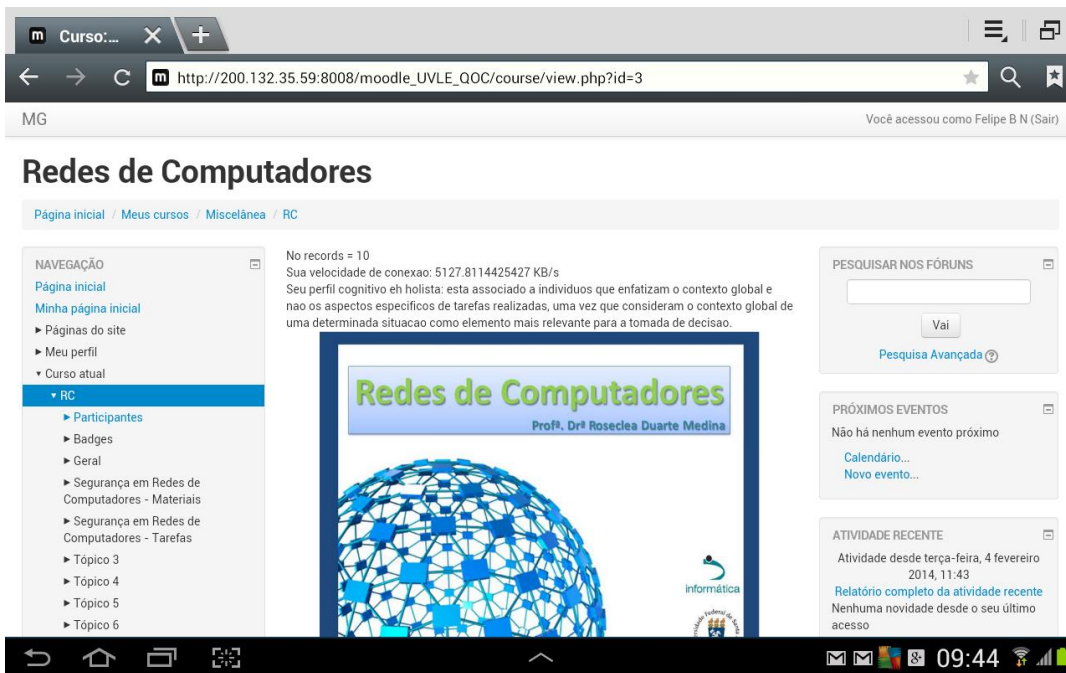 Curso:...
http://200.132.35.59:8008/moodle_UVLE_QOC/course/view.php?id=3
MG
Você acessou como Felipe B N (Sair)
Redes de Computadores
Página inicial / Meus cursos / Miscelânea / RC
NAVEGAÇÃO
Página inicial
Minha página inicial
Páginas do site
Meu perfil
Curso atual
RC
Participantes
Badges
Geral
Segurança em Redes de
Computadores - Materiais
Segurança em Redes de
Computadores - Tarefas
Tópico 3
Tópico 4
Tópico 5
Tópico 6
No records = 10
Sua velocidade de conexao: 5127.8114425427 KB/s
Seu perfil cognitivo eh holista: esta associado a individuos que enfatizam o contexto global e
nao os aspectos especificos de tarefas realizadas, uma vez que consideram o contexto global de
uma determinada situacao como elemento mais relevante para a tomada de decisao.
Redes de Computadores
Profª. Drª Roseclea Duarte Medina
informática
Federal de Santa
PESQUISAR NOS FÓRUNS
Vai
Pesquisa Avançada
PRÓXIMOS EVENTOS
Não há nenhum evento próximo
Calendário...
Novo evento...
ATIVIDADE RECENTE
Atividade desde terça-feira, 4 fevereiro
2014, 11:43
Relatório completo da atividade recente
Nenhuma novidade desde o seu último
acesso
09:44